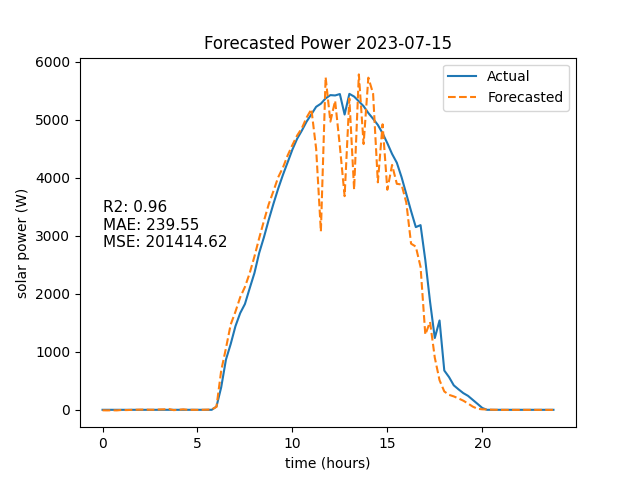 Forecasted Power 2023-07-15
6000
5000
4000
3000
2000
1000
0
solar power (W)
Actual
Forecasted
R2: 0.96
MAE: 239.55
MSE: 201414.62
0 5 10 15 20
time (hours)